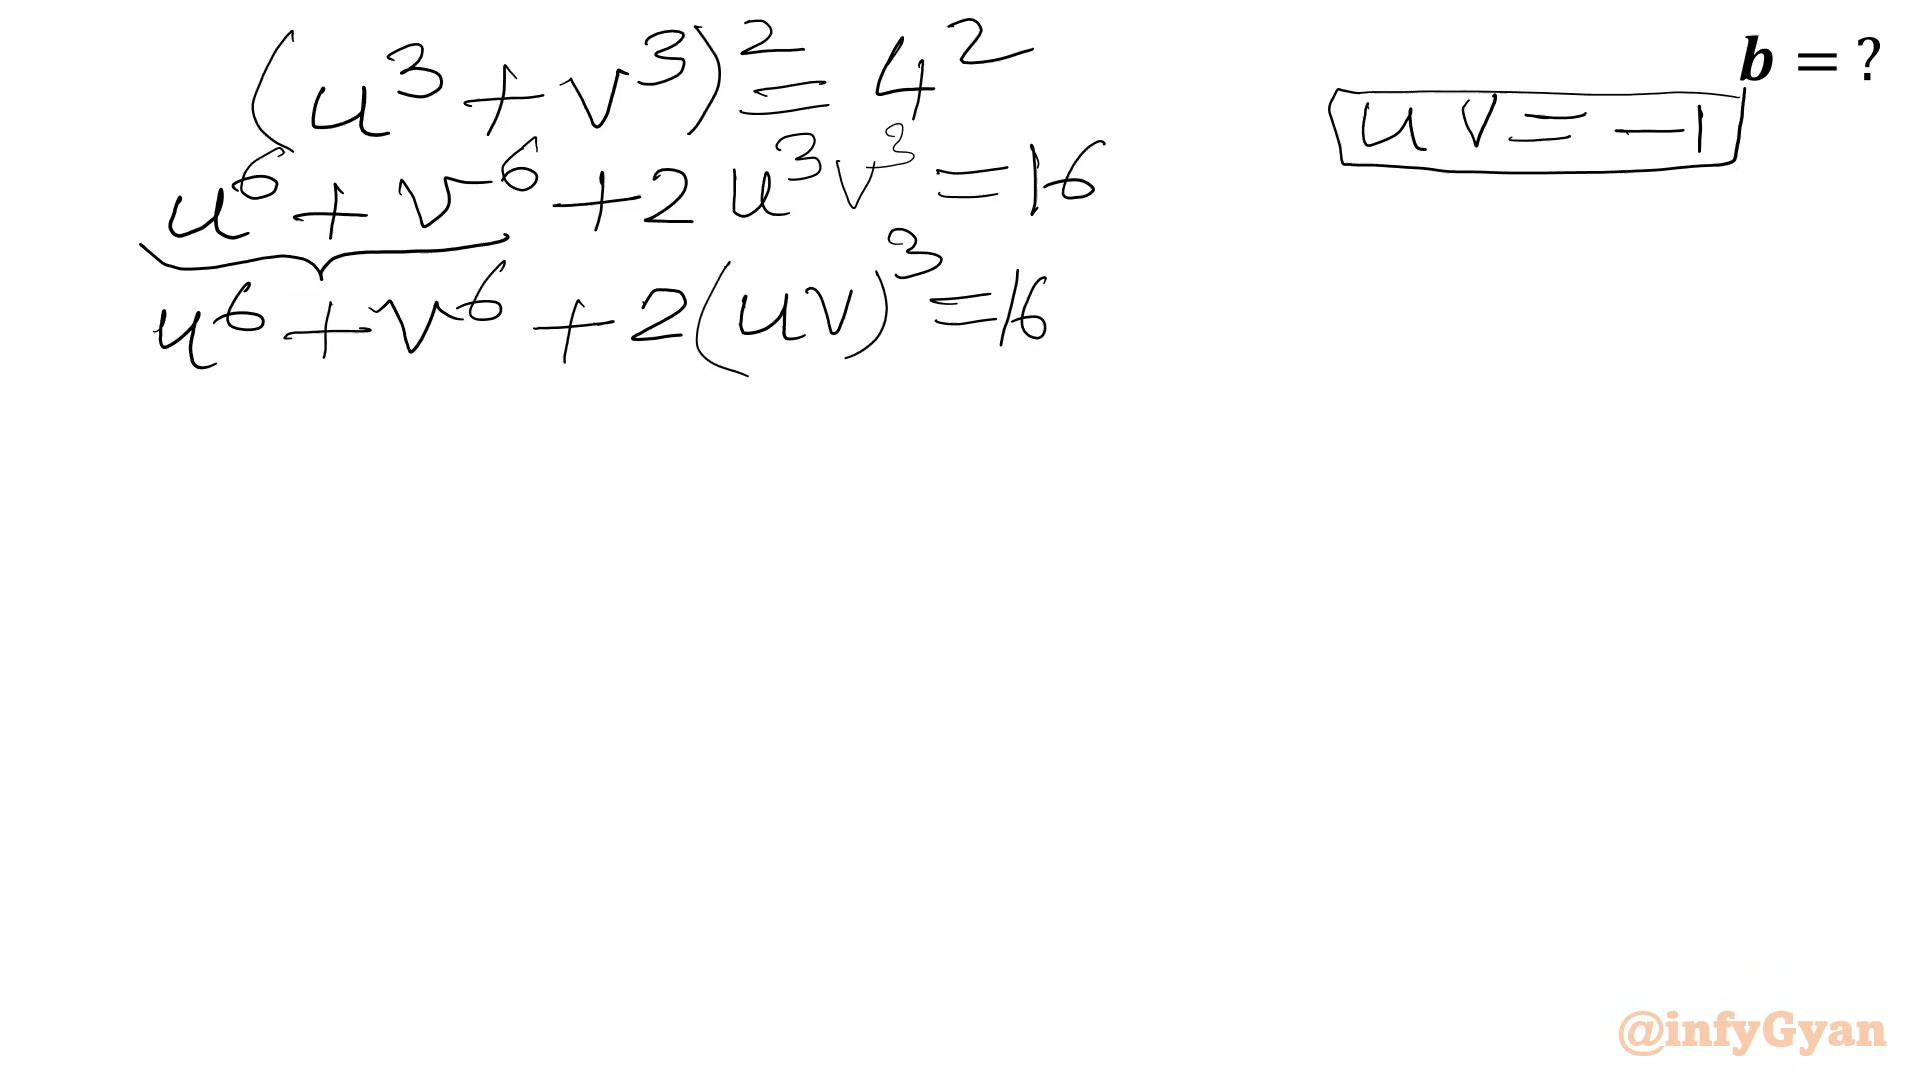 (u³+v³)²=4²
b = ?
uv=-1
u⁶+v⁶+2u³v³=16
u⁶+v⁶+2(uv)³=16
@infyGyan